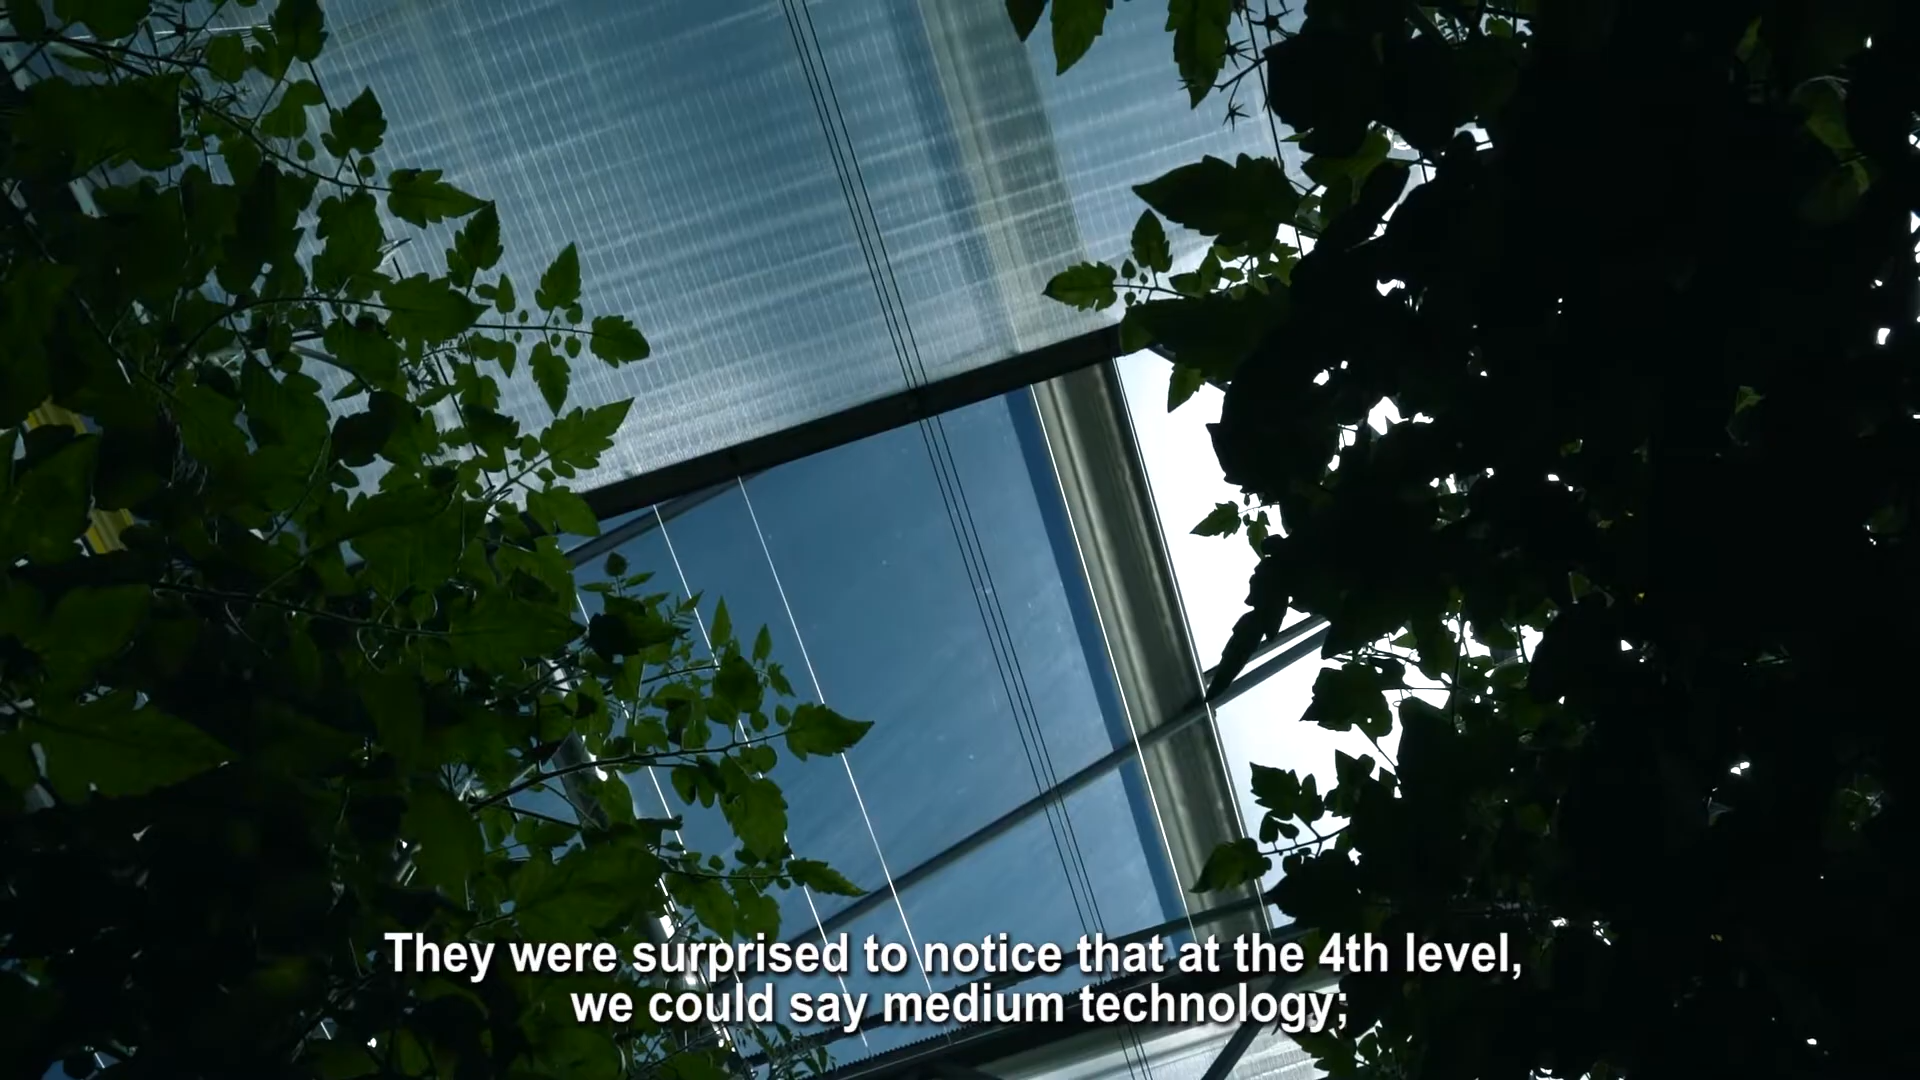 They were surprised to notice that at the 4th level,
we could say medium technology;